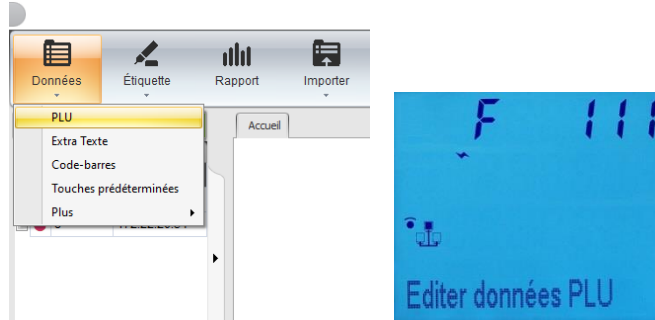 Données Étiquette Rapport Importer
PLU
Extra Texte
Code-barres
Touches prédéterminées
Plus
Accueil
F 111
Editer données PLU